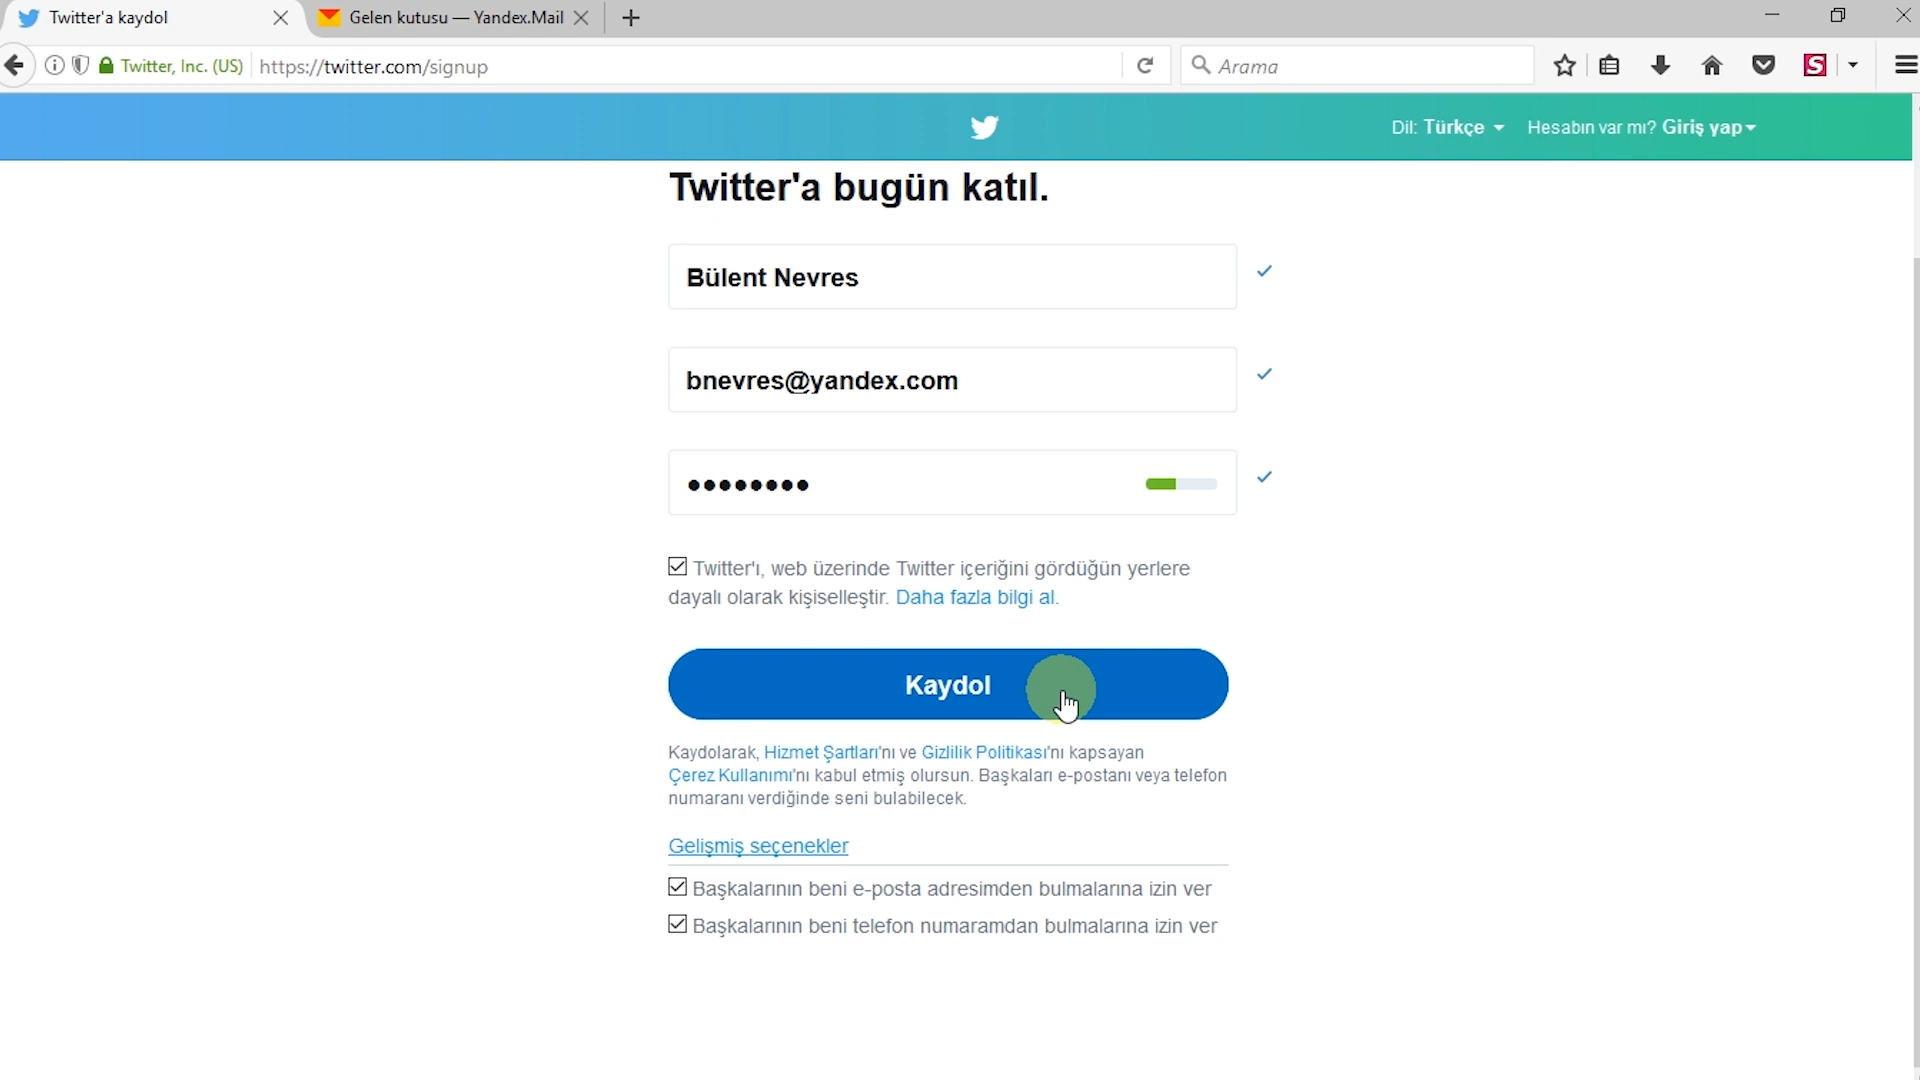 Twitter'a kaydol
Gelen kutusu — Yandex.Mail
Twitter, Inc. (US)
https://twitter.com/signup
Arama
Dil: Türkçe
Hesabın var mı? Giriş yap
Twitter'a bugün katıl.
Bülent Nevres
bnevres@yandex.com
Twitter'ı, web üzerinde Twitter içeriğini gördüğün yerlere
dayalı olarak kişiselleştir. Daha fazla bilgi al.
Kaydol
Kaydolarak, Hizmet Şartları'nı ve Gizlilik Politikası'nı kapsayan
Çerez Kullanımı'nı kabul etmiş olursun. Başkaları e-postanı veya telefon
numaranı verdiğinde seni bulabilecek.
Gelişmiş seçenekler
Başkalarının beni e-posta adresimden bulmalarına izin ver
Başkalarının beni telefon numaramdan bulmalarına izin ver